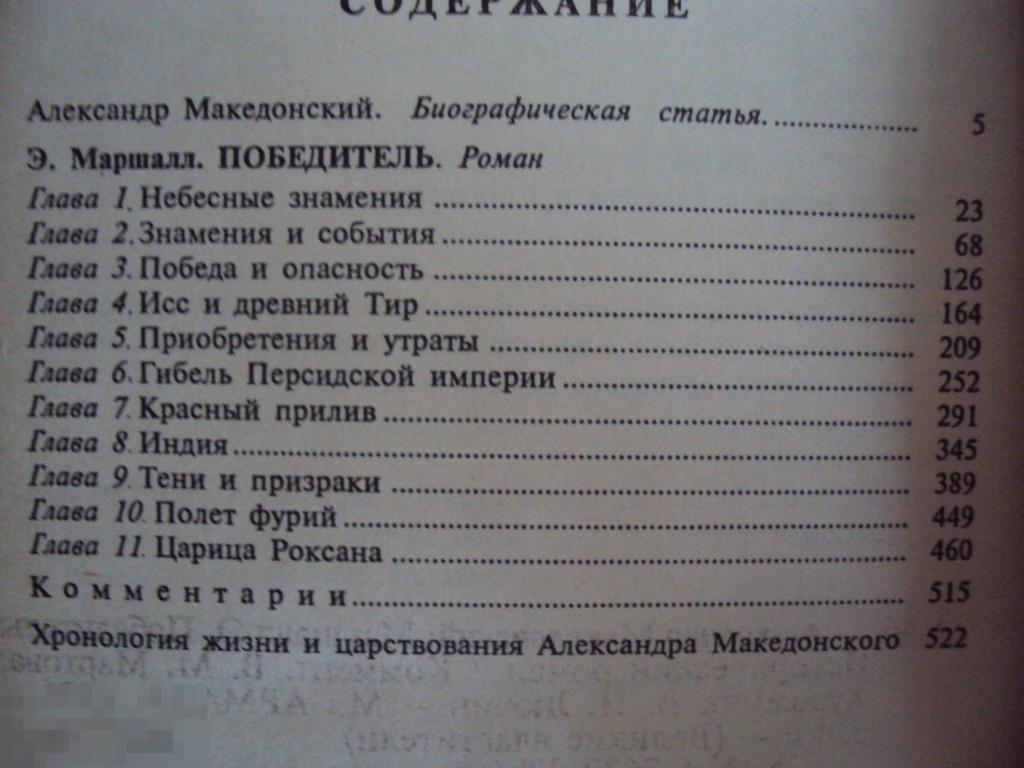 СОДЕРЖАНИЕ
Александр Македонский. Биографическая статья. 5
Э. Маршалл. ПОБЕДИТЕЛЬ. Роман
Глава 1. Небесные знамения 23
Глава 2. Знамения и события 68
Глава 3. Победа и опасность 126
Глава 4. Исс и древний Тир 164
Глава 5. Приобретения и утраты 209
Глава 6. Гибель Персидской империи 252
Глава 7. Красный прилив 291
Глава 8. Индия 345
Глава 9. Тени и призраки 389
Глава 10. Полет фурий 449
Глава 11. Царица Роксана 460
Комментарии 515
Хронология жизни и царствования Александра Македонского 522